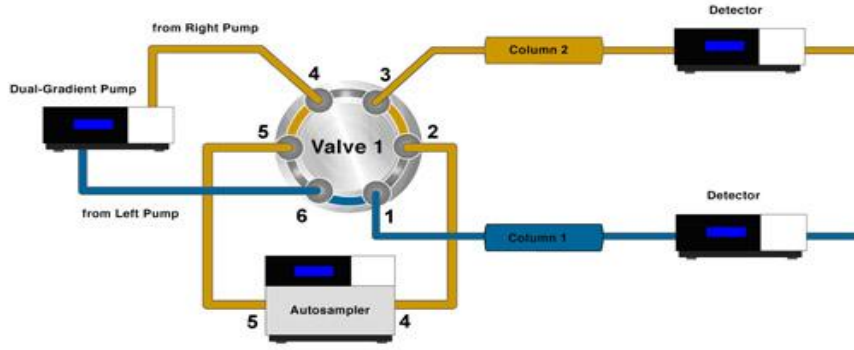 Detector
from Right Pump
Column 2
4
3
Dual-Gradient Pump
5
2
Valve 1
6
1
from Left Pump
Detector
Column 1
Autosampler
5
4